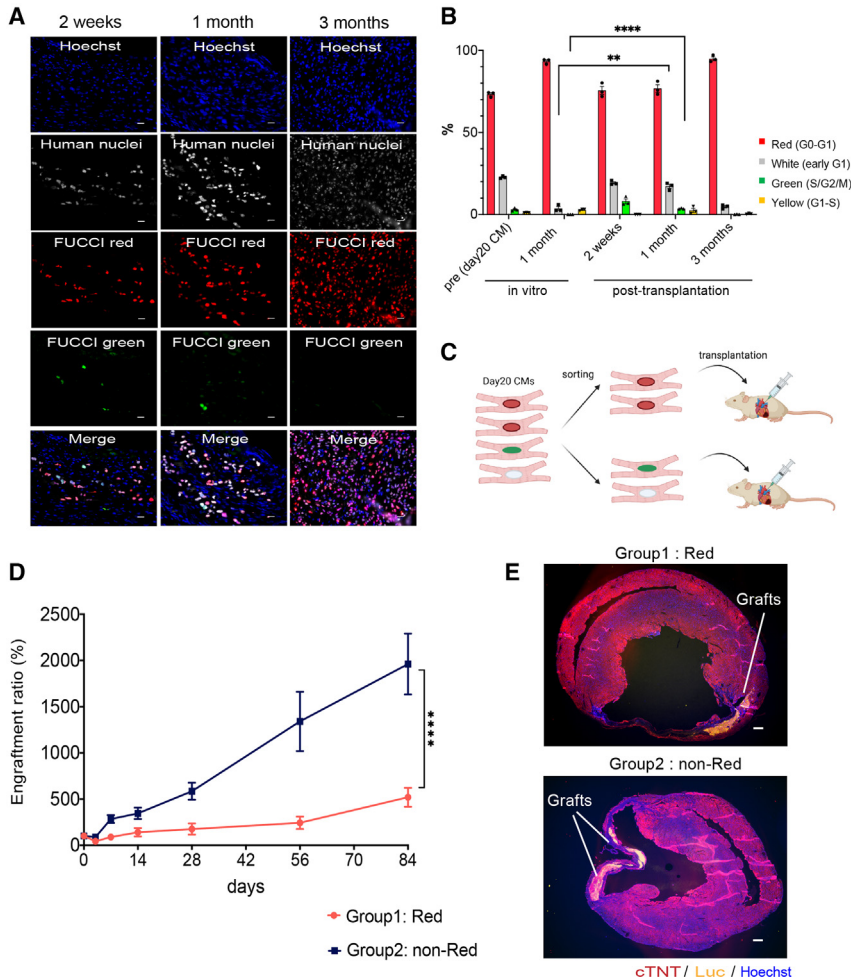 A
2 weeks 1 month 3 months
Hoechst Hoechst Hoechst
Human nuclei Human nuclei Human nuclei
FUCCI red FUCCI red FUCCI red
FUCCI green FUCCI green FUCCI green
Merge Merge Merge
B
****
**
100
50
0
%
Red (G0-G1)
White (early G1)
Green (S/G2/M)
Yellow (G1-S)
pre (day20 CM) 1 month 2 weeks 1 month 3 months
in vitro post-transplantation
C
Day20 CMs sorting transplantation
D
Engraftment ratio (%)
2500
2000
1500
1000
500
0
0 14 28 42 56 70 84
days
****
Group1: Red
Group2: non-Red
E
Group1 : Red
Grafts
Group2 : non-Red
Grafts
cTNT / Luc / Hoechst